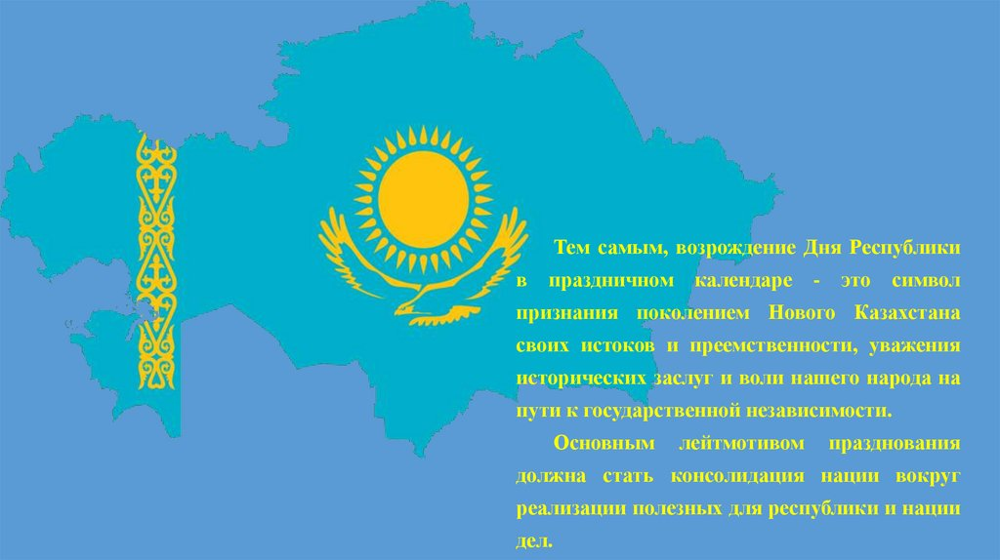 Тем самым, возрождение Дня Республики
в праздничном календаре - это символ
признания поколением Нового Казахстана
своих истоков и преемственности, уважения
исторических заслуг и воли нашего народа на
пути к государственной независимости.
Основным лейтмотивом празднования
должна стать консолидация нации вокруг
реализации полезных для республики и нации
дел.